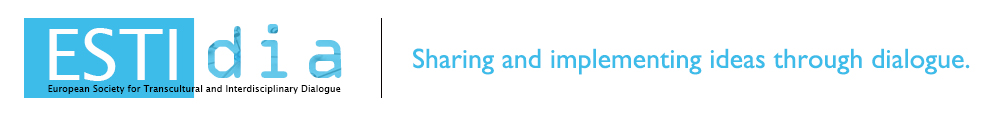 ESTIdia
European Society for Transcultural and Interdisciplinary Dialogue
Sharing and implementing ideas through dialogue.